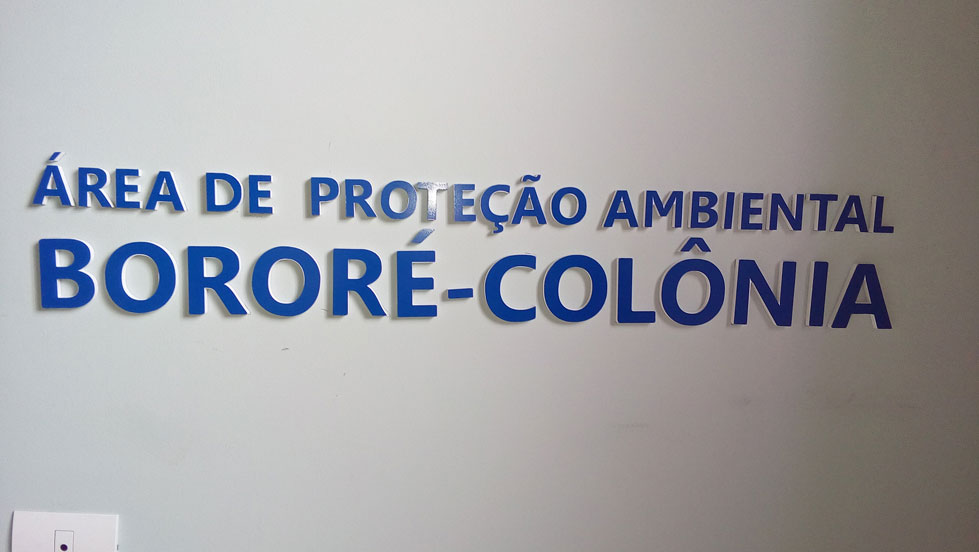 ÁREA DE PROTEÇÃO AMBIENTAL
BORORÉ-COLÔNIA